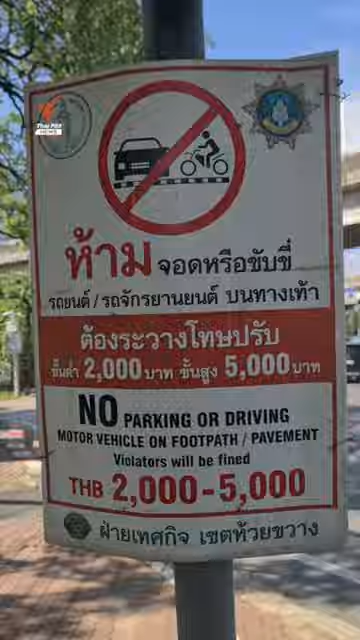 Thai PBS
NEWS
ห้าม จอดหรือขับขี่
รถยนต์ / รถจักรยานยนต์ บนทางเท้า
ต้องระวางโทษปรับ
ขั้นต่ำ 2,000 บาท ขั้นสูง 5,000 บาท
NO PARKING OR DRIVING
MOTOR VEHICLE ON FOOTPATH / PAVEMENT
Violators will be fined
THB 2,000-5,000
ฝ่ายเทศกิจ เขตห้วยขวาง